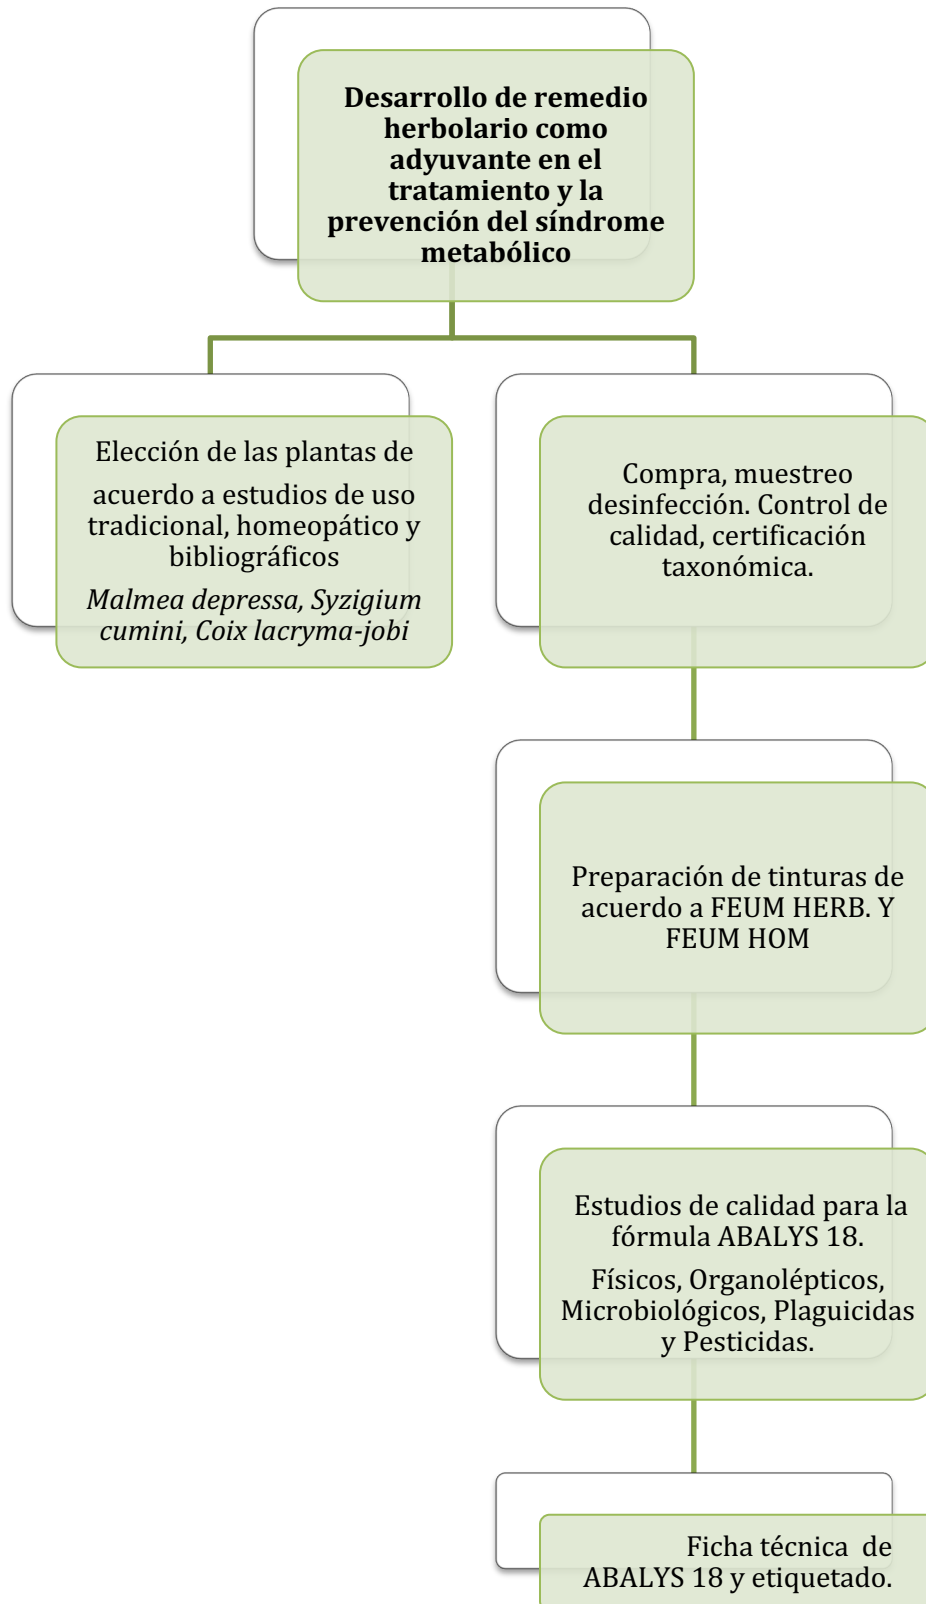 Desarrollo de remedio
herbolario como
adyuvante en el
tratamiento y la
prevención del síndrome
metabólico
Elección de las plantas de
acuerdo a estudios de uso
tradicional, homeopático y
bibliográficos
Malmea depressa, Syzigium
cumini, Coix lacryma-jobi
Compra, muestreo
desinfección. Control de
calidad, certificación
taxonómica.
Preparación de tinturas de
acuerdo a FEUM HERB. Y
FEUM HOM
Estudios de calidad para la
fórmula ABALYS 18.
Físicos, Organolépticos,
Microbiológicos, Plaguicidas
y Pesticidas.
Ficha técnica de
ABALYS 18 y etiquetado.